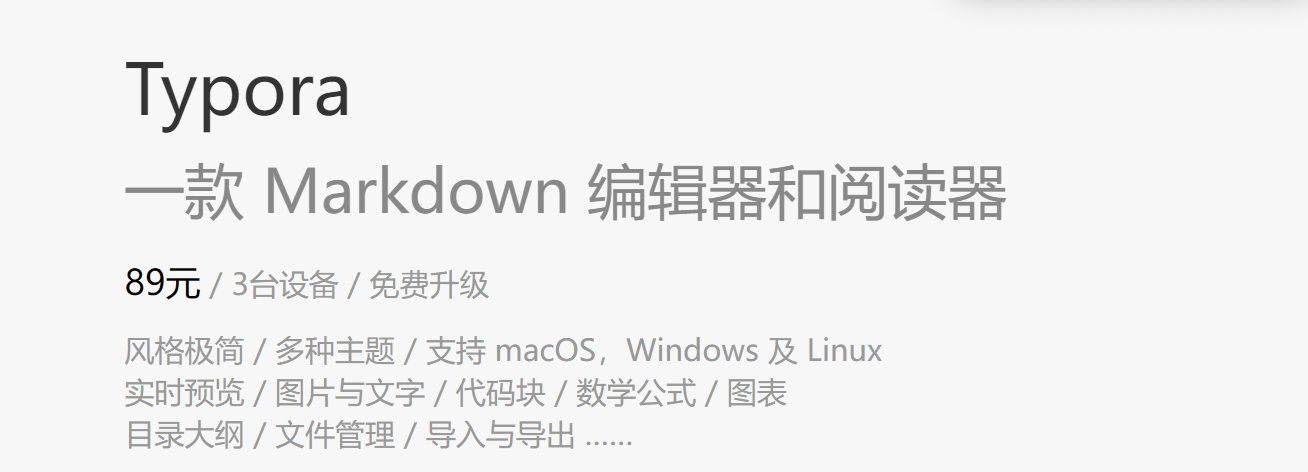 Typora
一款 Markdown 编辑器和阅读器
89元 / 3台设备 / 免费升级
风格极简 / 多种主题 / 支持 macOS，Windows 及 Linux
实时预览 / 图片与文字 / 代码块 / 数学公式 / 图表
目录大纲 / 文件管理 / 导入与导出 ......